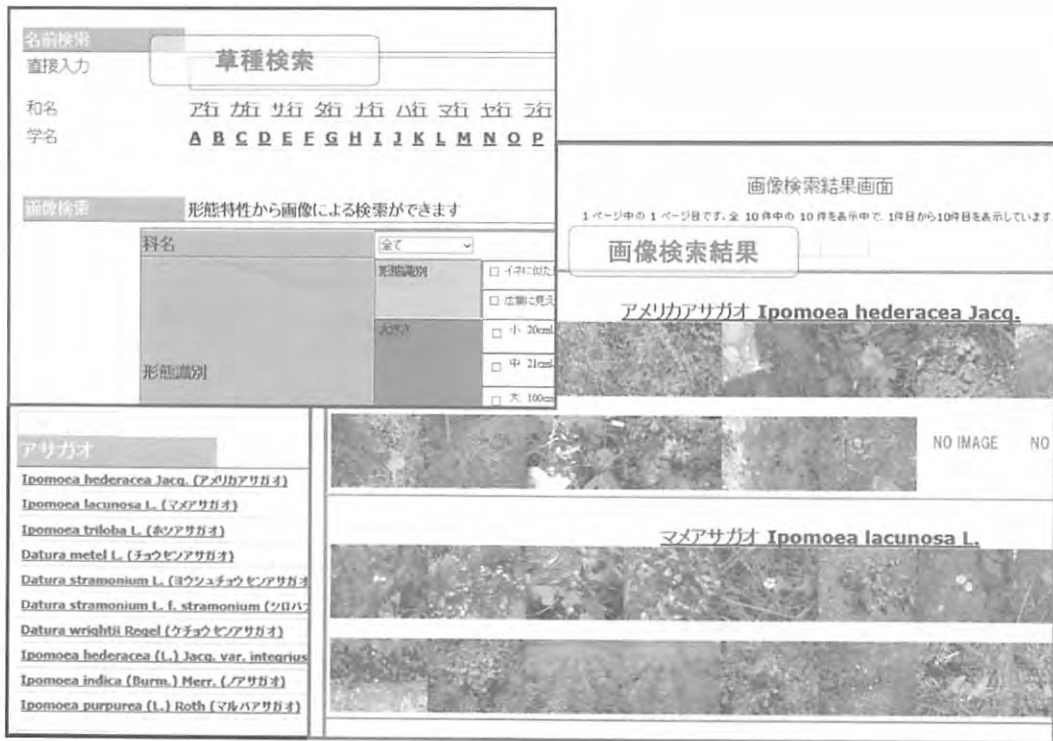 名前検索
草種検索
直接入力
和名
ア行 カ行 サ行 タ行 ナ行 ハ行 マ行 ヤ行 ラ行
学名
A B C D E F G H I J K L M N O P
画像検索
形態特性から画像による検索ができます
科名
全て
形態識別
イネに似た
広葉に見え
大きさ
小 20cm
形態識別
中 21cm
大 100cm
画像検索結果画面
1 ページ中の 1 ページ目です。全 10 件中の 10 件を表示中で、1件目から10件目を表示しています
画像検索結果
アメリカアサガオ Ipomoea hederacea Jacq.
NO IMAGE
NO
マメアサガオ Ipomoea lacunosa L.
アサガオ
Ipomoea hederacea Jacq. (アメリカアサガオ)
Ipomoea lacunosa L. (マメアサガオ)
Ipomoea triloba L. (ホシアサガオ)
Datura metel L. (チョウセンアサガオ)
Datura stramonium L. (ヨウシュチョウセンアサガオ
Datura stramonium L. f. stramonium (シロバナ
Datura wrightii Regel (ケチョウセンアサガオ)
Ipomoea hederacea (L.) Jacq. var. integrius
Ipomoea indica (Burm.) Merr. (ノアサガオ)
Ipomoea purpurea (L.) Roth (マルバアサガオ)